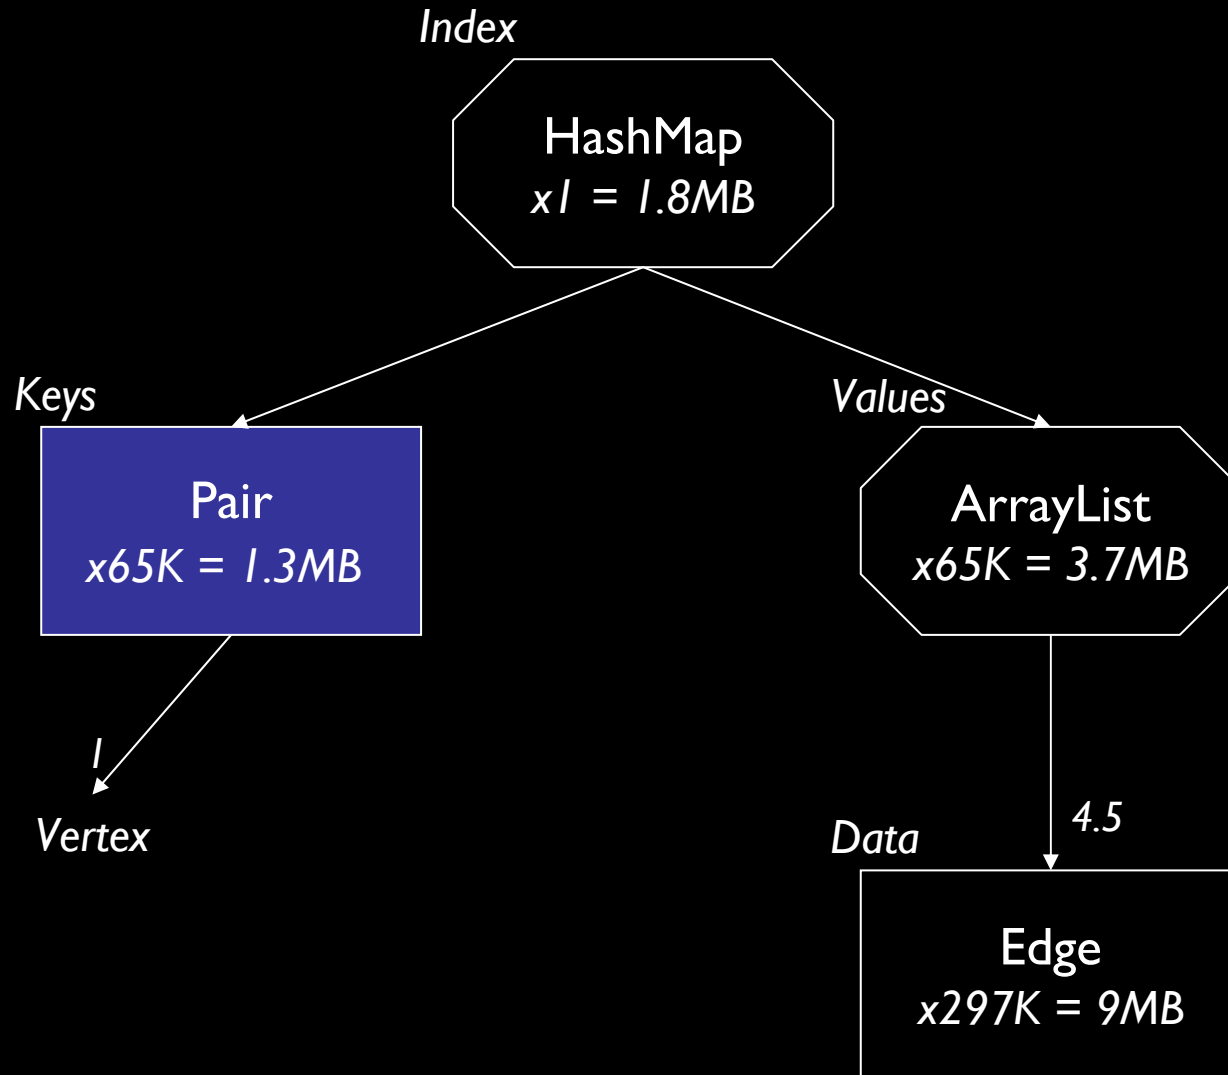 Index
HashMap
x1 = 1.8MB
Keys
Values
Pair
x65K = 1.3MB
ArrayList
x65K = 3.7MB
1
Vertex
4.5
Data
Edge
x297K = 9MB